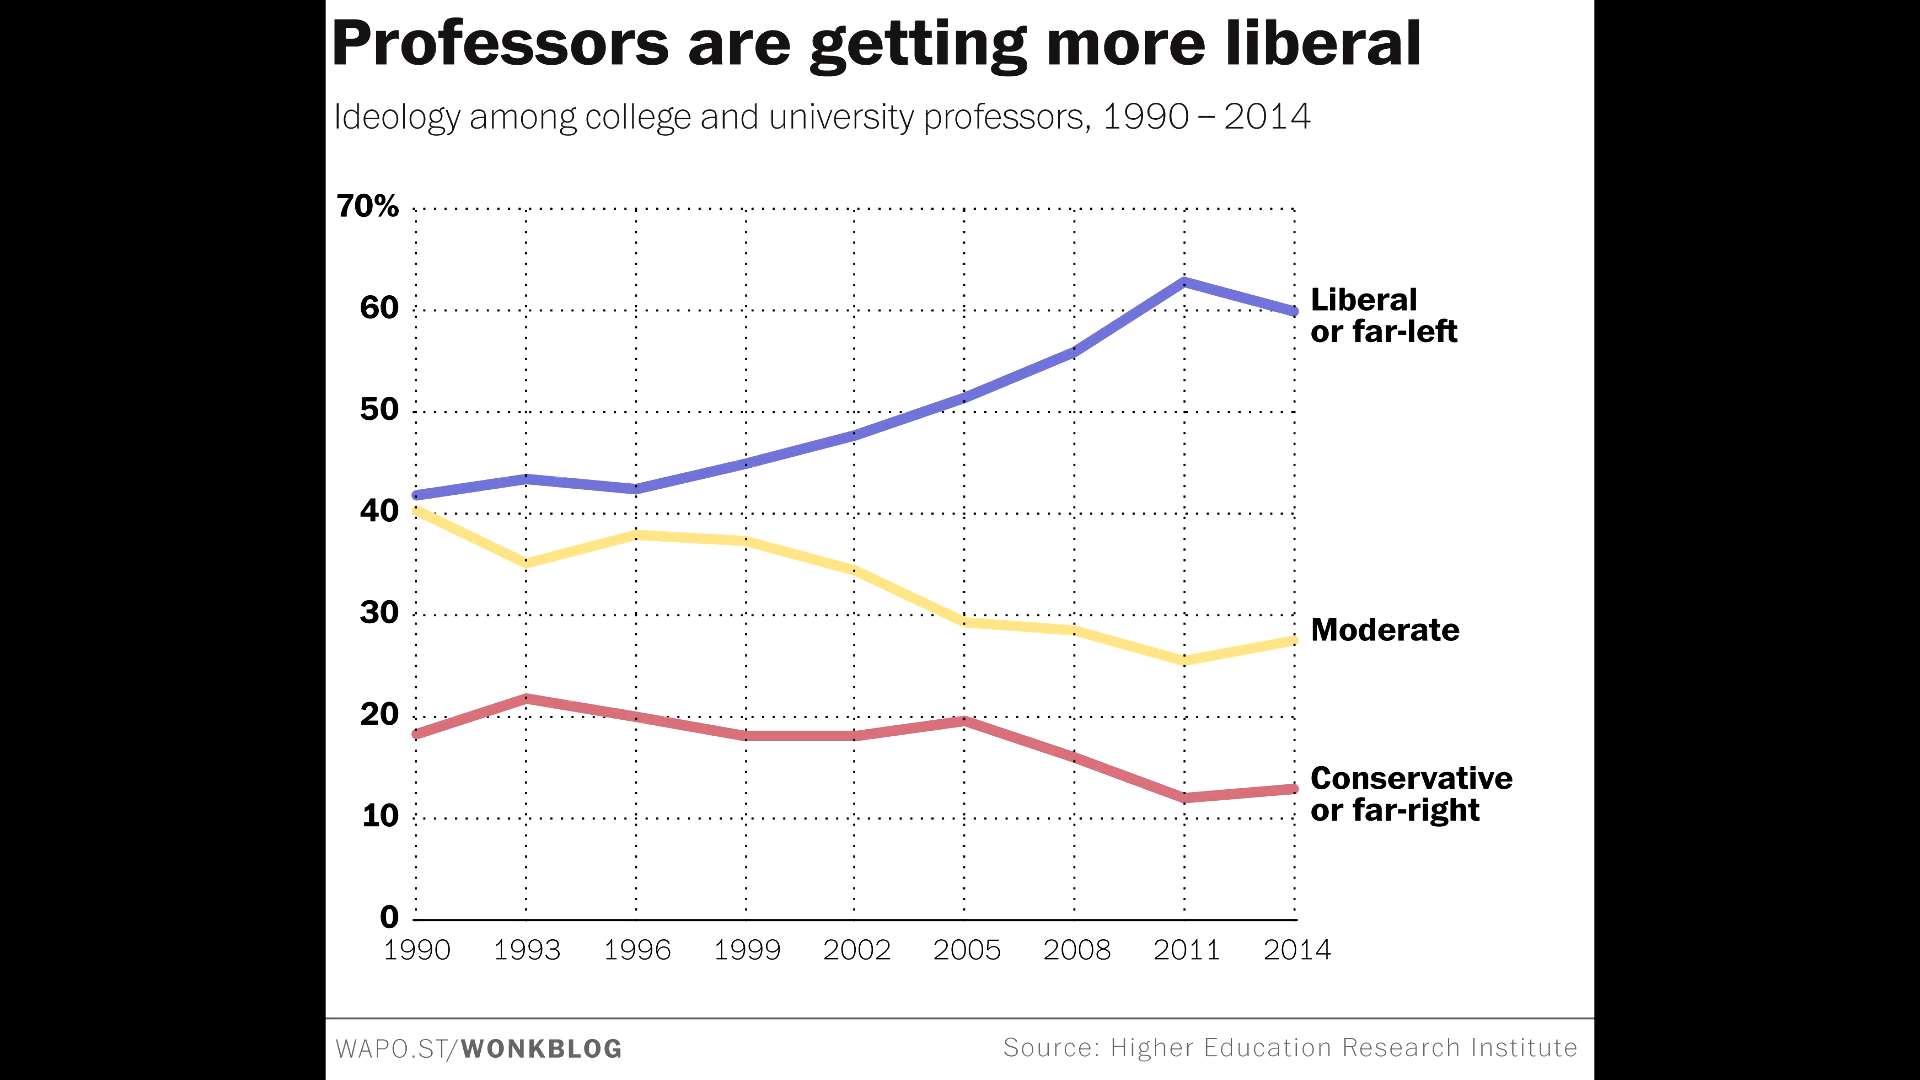 Professors are getting more liberal
Ideology among college and university professors, 1990 – 2014
70%
60
50
40
30
20
10
0
Liberal
or far-left
Moderate
Conservative
or far-right
1990 1993 1996 1999 2002 2005 2008 2011 2014
WAPO.ST/WONKBLOG
Source: Higher Education Research Institute